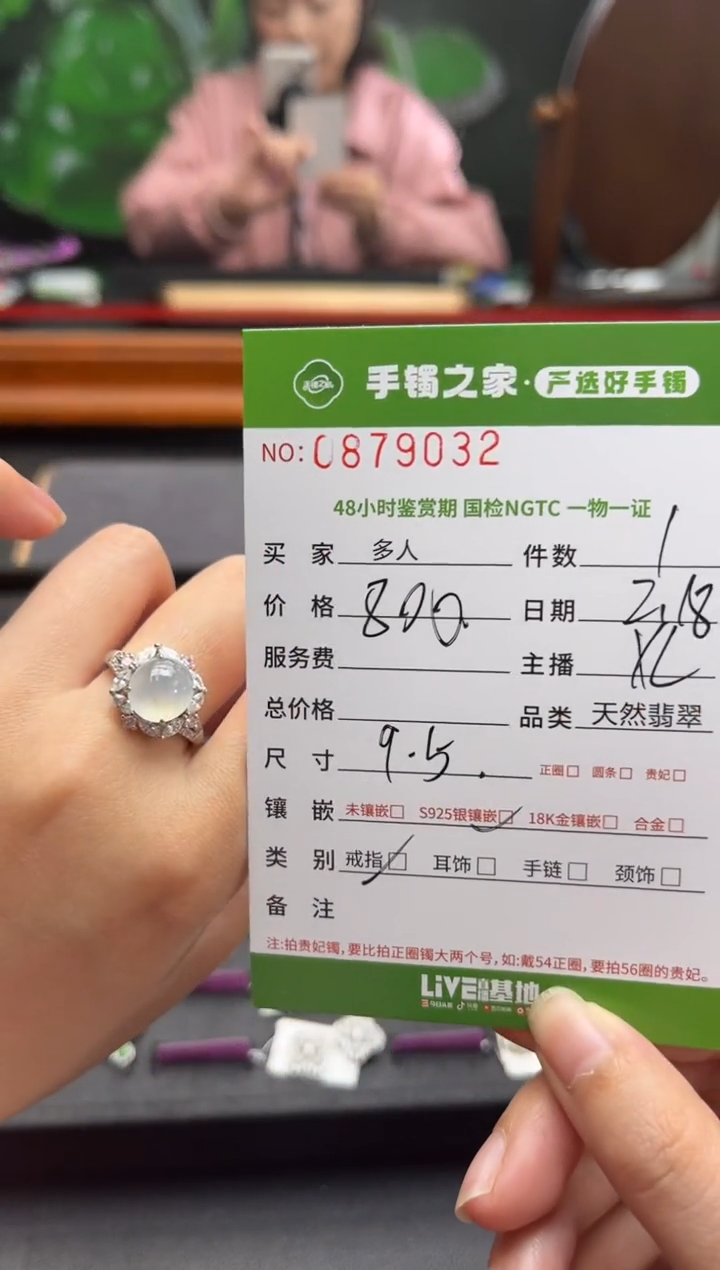 手镯之家·严选好手镯
NO: 0879032
48小时鉴赏期 国检NGTC 一物一证
买家 多人 件数 1
价格 800 日期 2.18
服务费 主播 XL
总价格 品类 天然翡翠
尺寸 9.5. 正圈□ 圆条□ 贵妃□
镶嵌 未镶嵌□ S925银镶嵌☑ 18K金镶嵌□ 合金□
类别 戒指☑ 耳饰□ 手链□ 颈饰□
备注
注:拍贵妃镯,要比拍正圈镯大两个号,如:戴54正圈,要拍56圈的贵妃。
LiVE 基地